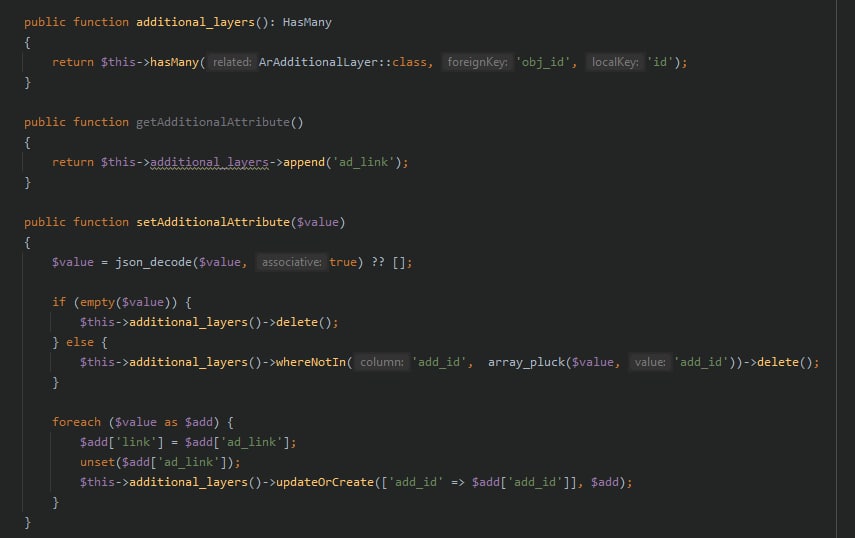 public function additional_layers(): HasMany
{
    return $this->hasMany( related: ArAdditionalLayer::class, foreignKey: 'obj_id', localKey: 'id');
}

public function getAdditionalAttribute()
{
    return $this->additional_layers->append('ad_link');
}

public function setAdditionalAttribute($value)
{
    $value = json_decode($value, associative: true) ?? [];

    if (empty($value)) {
        $this->additional_layers()->delete();
    } else {
        $this->additional_layers()->whereNotIn( column: 'add_id',  array_pluck($value, value: 'add_id'))->delete();
    }

    foreach ($value as $add) {
        $add['link'] = $add['ad_link'];
        unset($add['ad_link']);
        $this->additional_layers()->updateOrCreate(['add_id' => $add['add_id']], $add);
    }
}